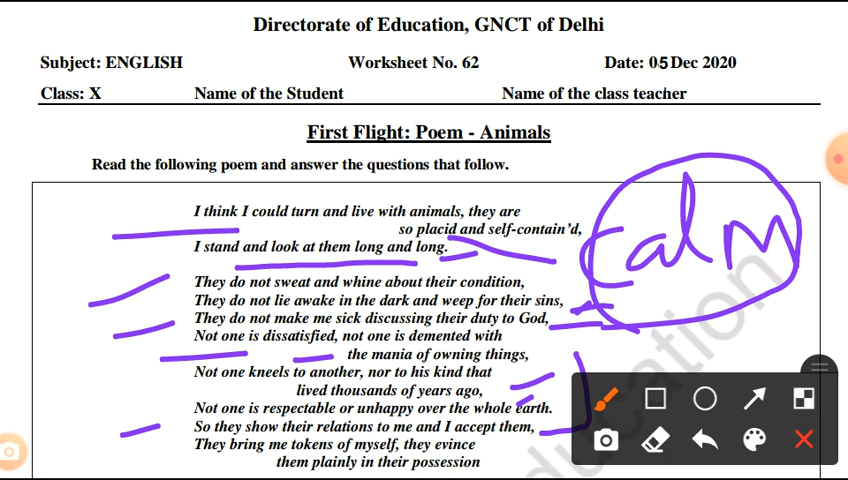 Directorate of Education, GNCT of Delhi
Subject: ENGLISH Worksheet No. 62 Date: 05 Dec 2020
Class: X Name of the Student Name of the class teacher
First Flight: Poem - Animals
Read the following poem and answer the questions that follow.
I think I could turn and live with animals, they are
so placid and self-contain'd,
I stand and look at them long and long.
Calm
They do not sweat and whine about their condition,
They do not lie awake in the dark and weep for their sins,
They do not make me sick discussing their duty to God,
Not one is dissatisfied, not one is demented with
the mania of owning things,
Not one kneels to another, nor to his kind that
lived thousands of years ago,
Not one is respectable or unhappy over the whole earth.
So they show their relations to me and I accept them,
They bring me tokens of myself, they evince
them plainly in their possession
ducation